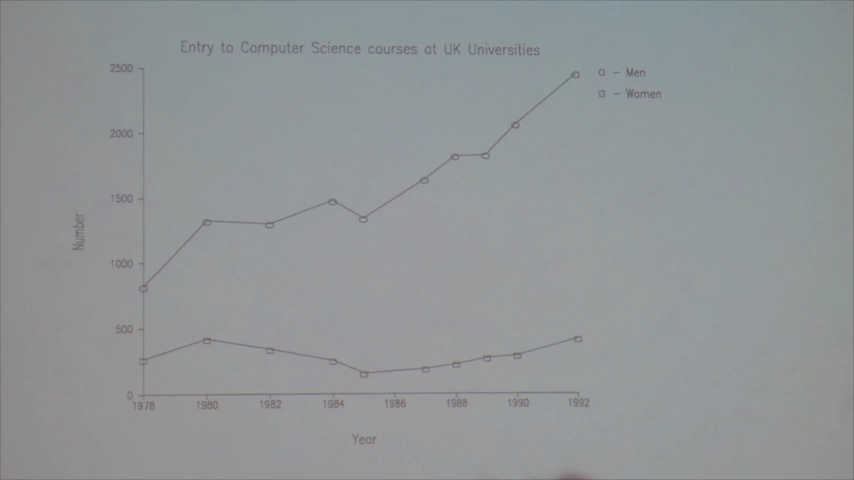 Entry to Computer Science courses at UK Universities
○ - Men
□ - Women
2500
2000
1500
1000
500
0
Number
1978 1980 1982 1984 1986 1988 1990 1992
Year